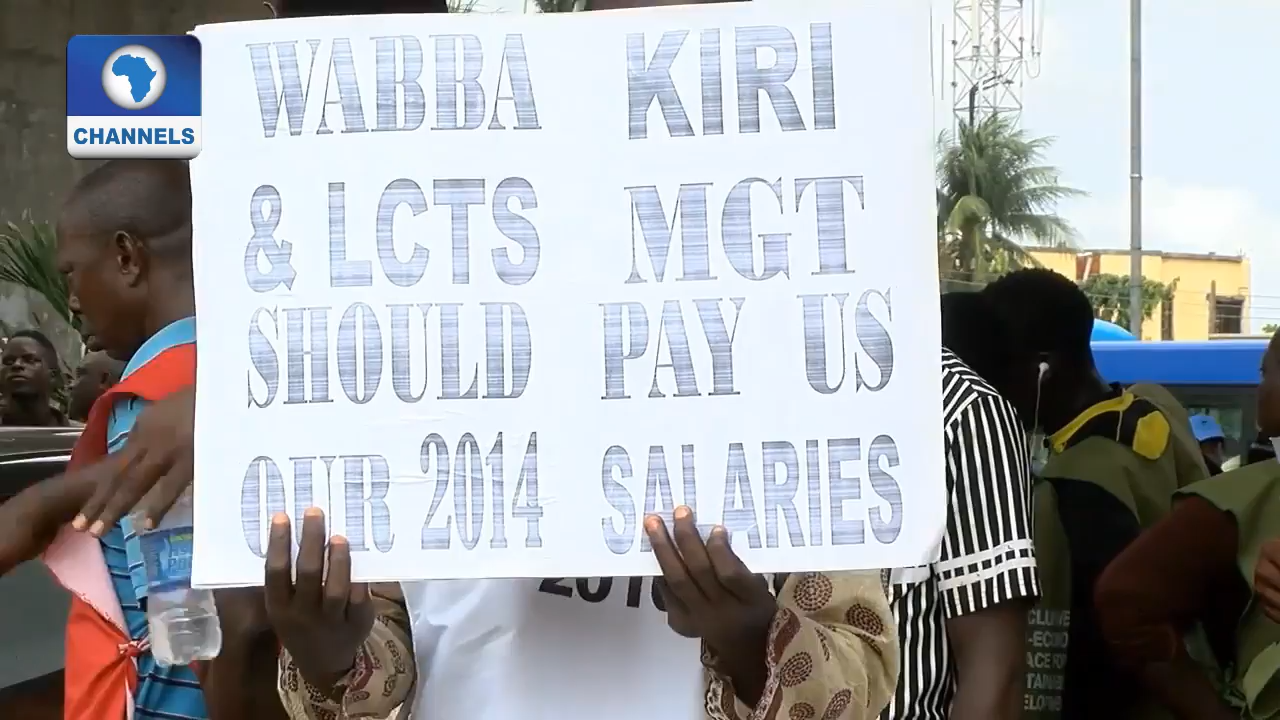 CHANNELS
WABBA KIRI
& LCTS MGT
SHOULD PAY US
OUR 2014 SALARIES